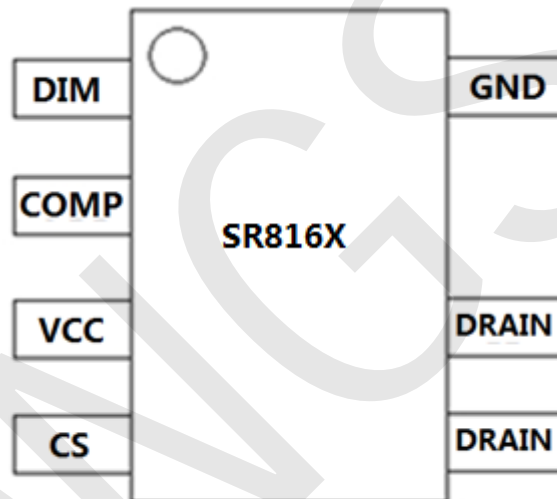 DIM
GND
COMP
SR816X
VCC
DRAIN
CS
DRAIN